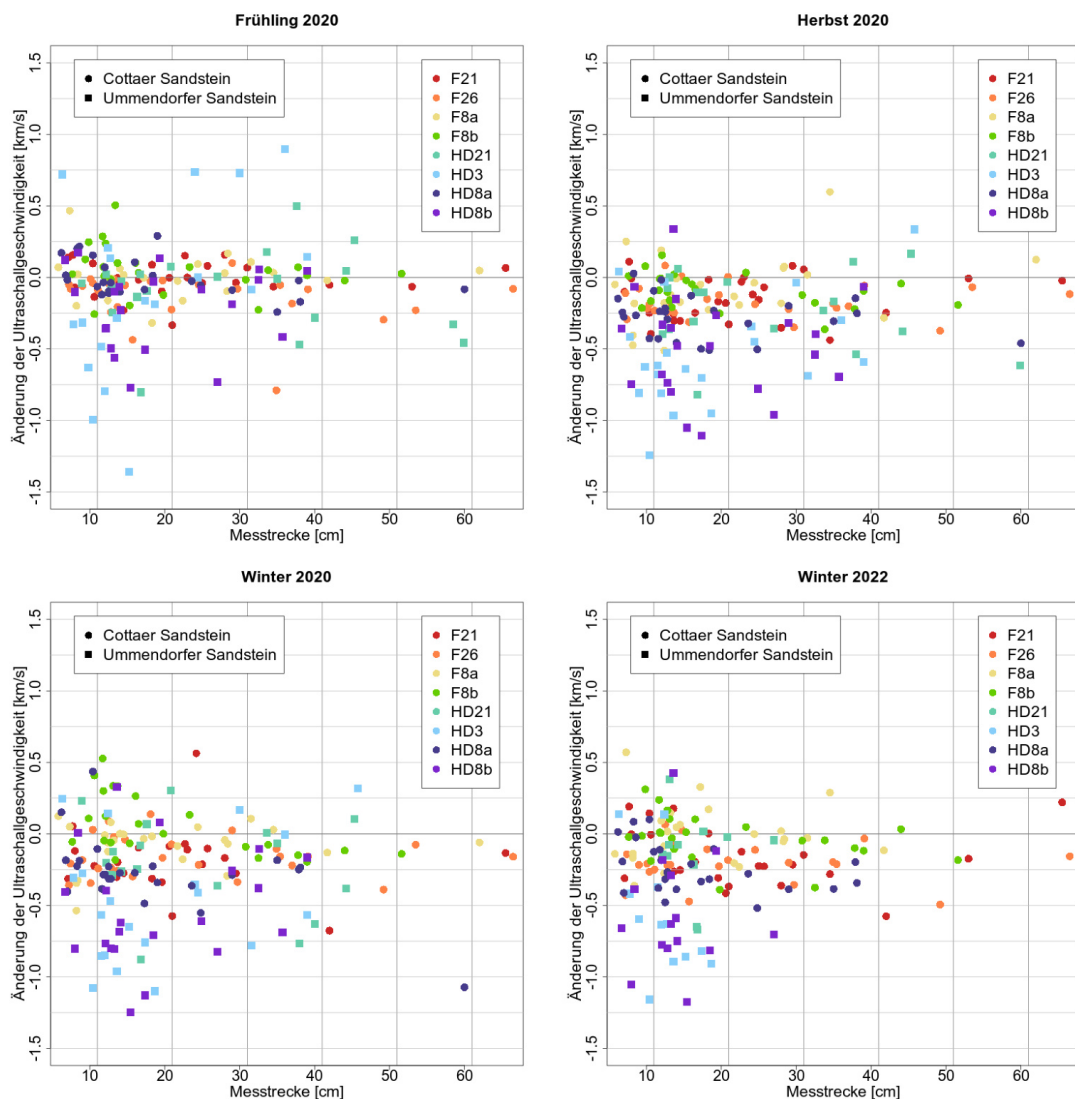 Frühling 2020
Änderung der Ultraschallgeschwindigkeit [km/s]
1.5
1.0
0.5
0.0
-0.5
-1.0
-1.5
Cottaer Sandstein
Ummendorfer Sandstein
F21
F26
F8a
F8b
HD21
HD3
HD8a
HD8b
10 20 30 40 50 60
Messtrecke [cm]
Herbst 2020
Änderung der Ultraschallgeschwindigkeit [km/s]
1.5
1.0
0.5
0.0
-0.5
-1.0
-1.5
Cottaer Sandstein
Ummendorfer Sandstein
F21
F26
F8a
F8b
HD21
HD3
HD8a
HD8b
10 20 30 40 50 60
Messtrecke [cm]
Winter 2020
Änderung der Ultraschallgeschwindigkeit [km/s]
1.5
1.0
0.5
0.0
-0.5
-1.0
-1.5
Cottaer Sandstein
Ummendorfer Sandstein
F21
F26
F8a
F8b
HD21
HD3
HD8a
HD8b
10 20 30 40 50 60
Messtrecke [cm]
Winter 2022
Änderung der Ultraschallgeschwindigkeit [km/s]
1.5
1.0
0.5
0.0
-0.5
-1.0
-1.5
Cottaer Sandstein
Ummendorfer Sandstein
F21
F26
F8a
F8b
HD21
HD3
HD8a
HD8b
10 20 30 40 50 60
Messtrecke [cm]